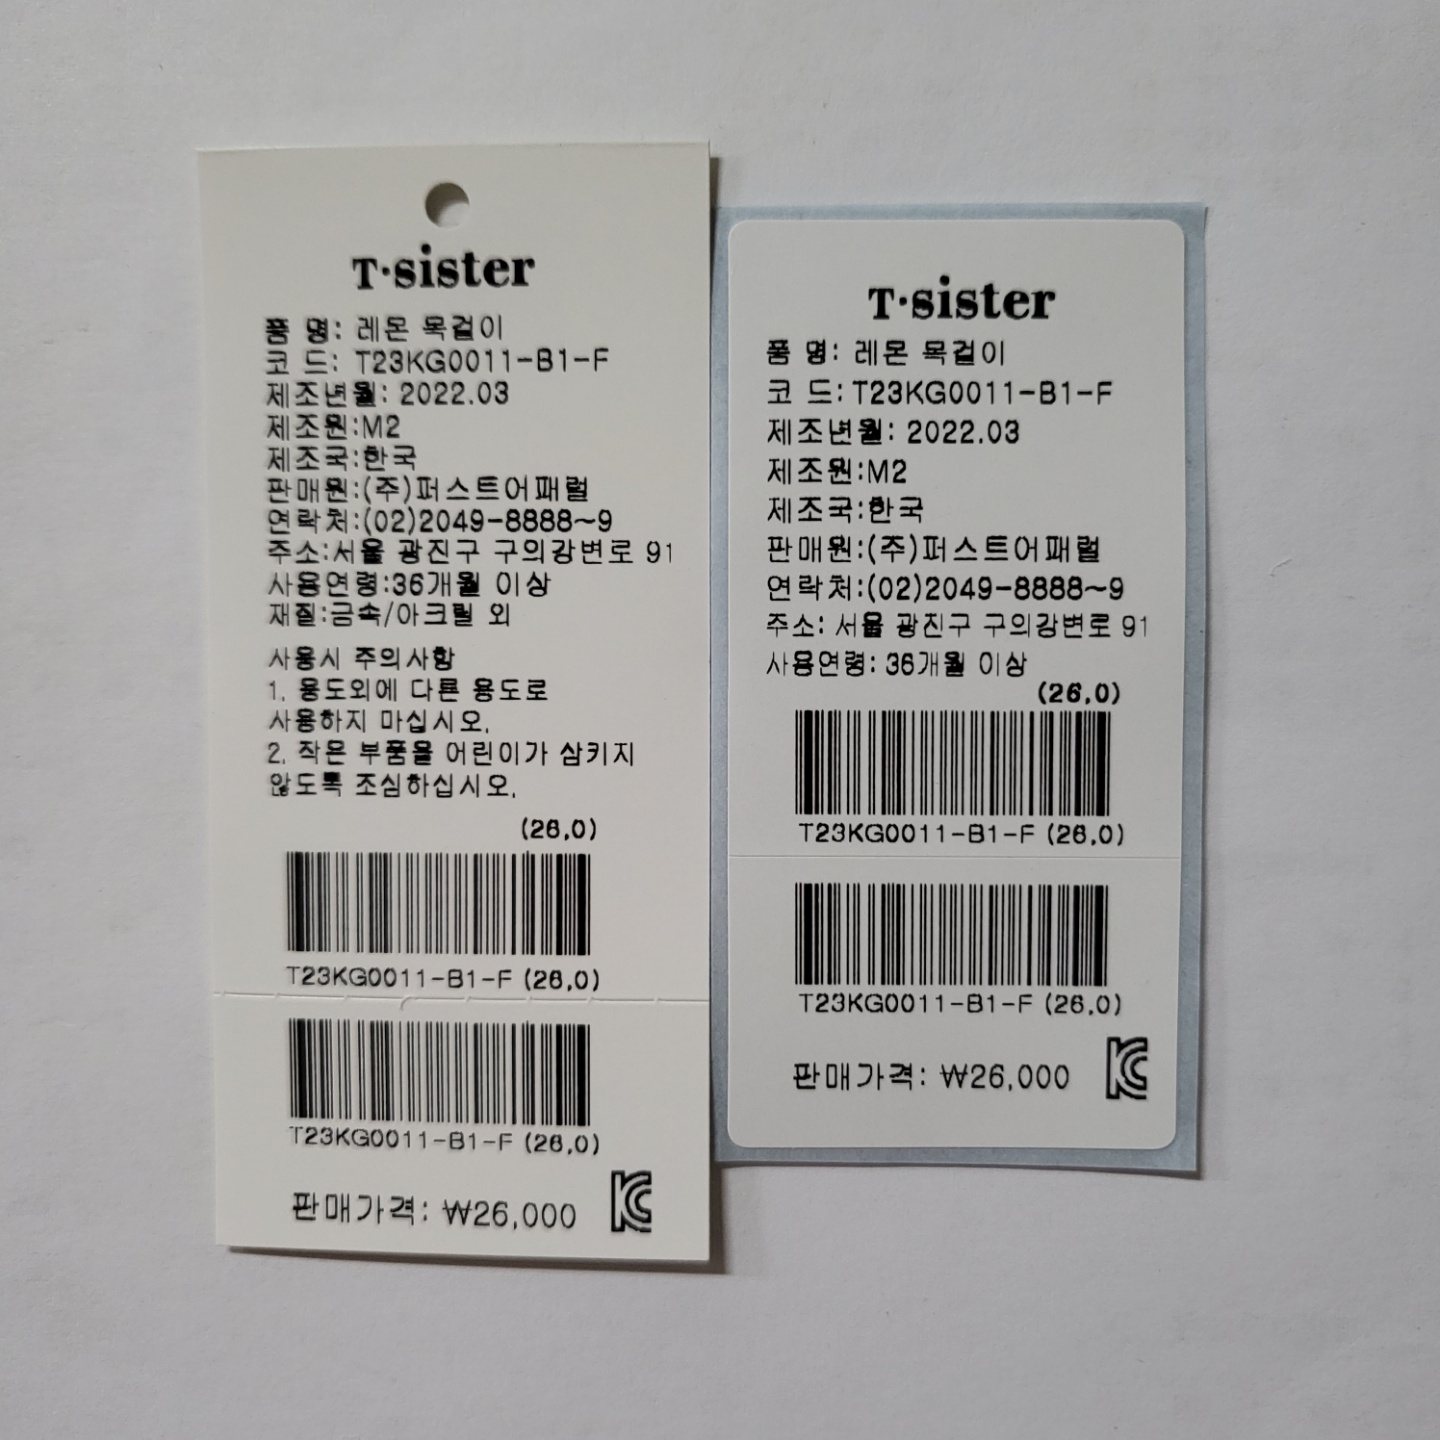 T·sister
품 명: 레몬 목걸이
코 드: T23KG0011-B1-F
제조년월: 2022.03
제조원:M2
제조국:한국
판매원:(주)퍼스트어패럴
연락처:(02)2049-8888~9
주소:서울 광진구 구의강변로 91
사용연령:36개월 이상
재질:금속/아크릴 외
사용시 주의사항
1. 용도외에 다른 용도로
사용하지 마십시오.
2. 작은 부품을 어린이가 삼키지
않도록 조심하십시오.
(26.0)
T23KG0011-B1-F (26.0)
T23KG0011-B1-F (26.0)
판매가격: ₩26,000
KC
T·sister
품 명: 레몬 목걸이
코 드: T23KG0011-B1-F
제조년월: 2022.03
제조원:M2
제조국:한국
판매원:(주)퍼스트어패럴
연락처:(02)2049-8888~9
주소: 서울 광진구 구의강변로 91
사용연령: 36개월 이상
(26.0)
T23KG0011-B1-F (26.0)
T23KG0011-B1-F (26.0)
판매가격: ₩26,000
KC